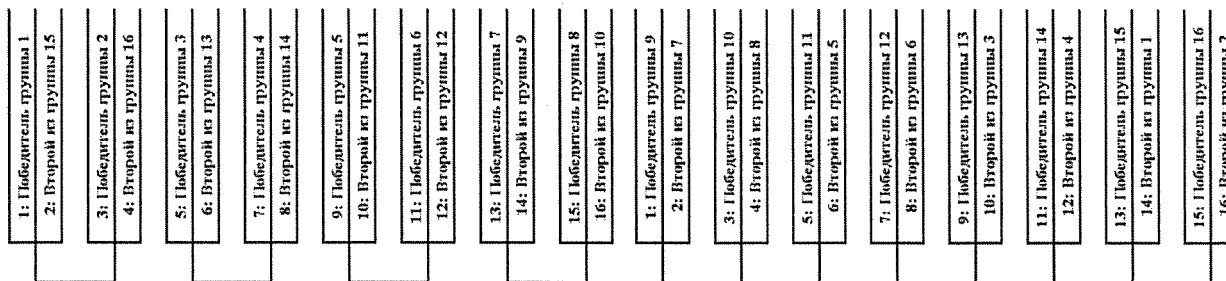 1: Победитель группы 1
2: Второй из группы 15
3: Победитель группы 2
4: Второй из группы 16
5: Победитель группы 3
6: Второй из группы 13
7: Победитель группы 4
8: Второй из группы 14
9: Победитель группы 5
10: Второй из группы 11
11: Победитель группы 6
12: Второй из группы 12
13: Победитель группы 7
14: Второй из группы 9
15: Победитель группы 8
16: Второй из группы 10
1: Победитель группы 9
2: Второй из группы 7
3: Победитель группы 10
4: Второй из группы 8
5: Победитель группы 11
6: Второй из группы 5
7: Победитель группы 12
8: Второй из группы 6
9: Победитель группы 13
10: Второй из группы 3
11: Победитель группы 14
12: Второй из группы 4
13: Победитель группы 15
14: Второй из группы 1
15: Победитель группы 16
16: Второй из группы 2